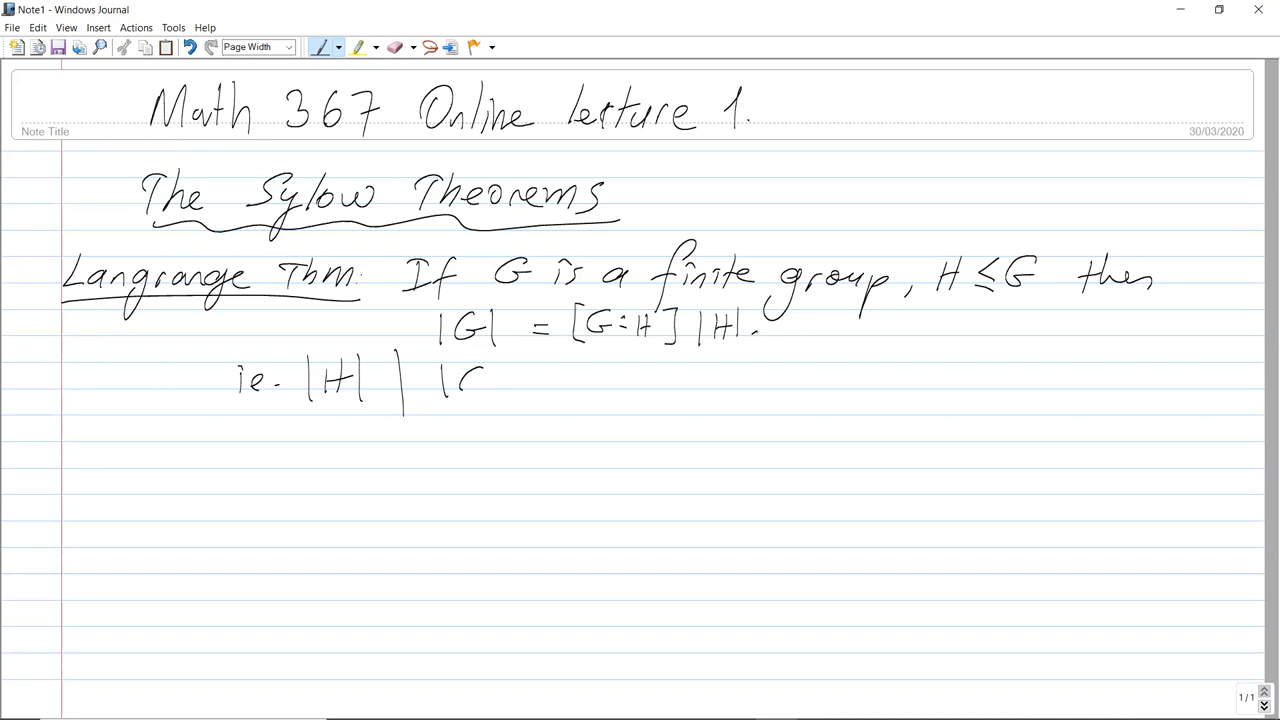 Note1 - Windows Journal
File Edit View Insert Actions Tools Help
Page Width
Math 367 Online Lecture 1.
Note Title
30/03/2020
The Sylow Theorems
Langrange Thm: If G is a finite group, H ≤ G then
|G| = [G:H] |H|.
ie. |H| | |G
1/1